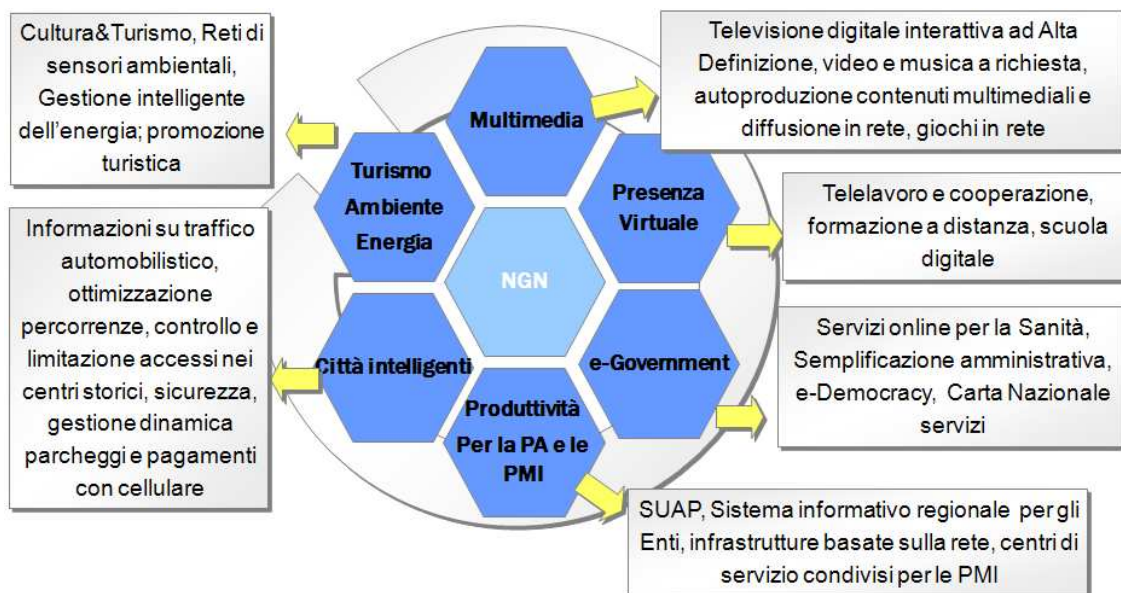 Cultura&Turismo, Reti di
sensori ambientali,
Gestione intelligente
dell'energia; promozione
turistica
Multimedia
Televisione digitale interattiva ad Alta
Definizione, video e musica a richiesta,
autoproduzione contenuti multimediali e
diffusione in rete, giochi in rete
Turismo
Ambiente
Energia
Presenza
Virtuale
Telelavoro e cooperazione,
formazione a distanza, scuola
digitale
NGN
Informazioni su traffico
automobilistico,
ottimizzazione
percorrenze, controllo e
limitazione accessi nei
centri storici, sicurezza,
gestione dinamica
parcheggi e pagamenti
con cellulare
Città intelligenti
e-Government
Servizi online per la Sanità,
Semplificazione amministrativa,
e-Democracy, Carta Nazionale
servizi
Produttività
Per la PA e le
PMI
SUAP, Sistema informativo regionale per gli
Enti, infrastrutture basate sulla rete, centri di
servizio condivisi per le PMI